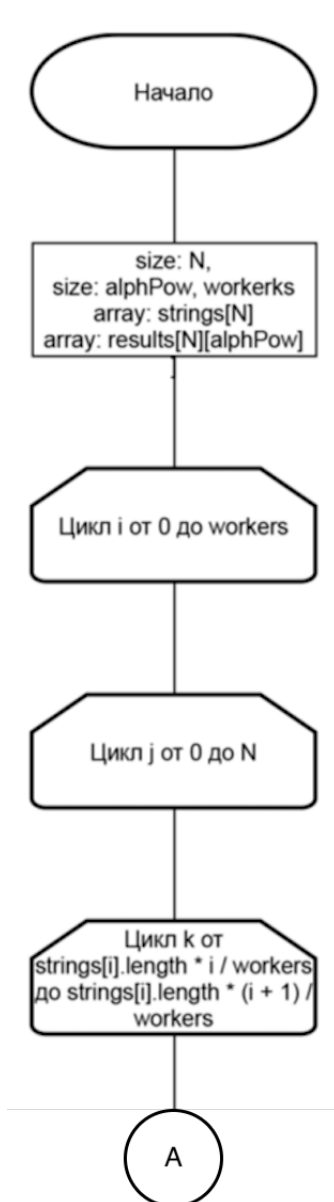 Начало
size: N,
size: alphPow, workerks
array: strings[N]
array: results[N][alphPow]
]
Цикл i от 0 до workers
Цикл j от 0 до N
Цикл k от
strings[i].length * i / workers
до strings[i].length * (i + 1) /
workers
A